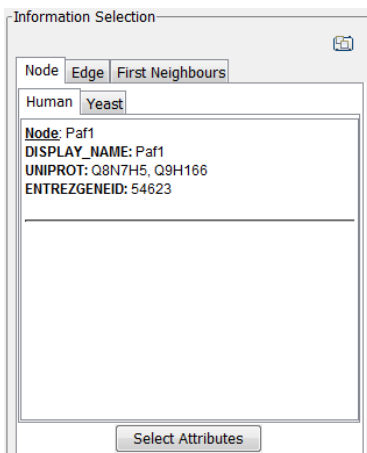 Information Selection
Node Edge First Neighbours
Human Yeast
Node: Paf1
DISPLAY_NAME: Paf1
UNIPROT: Q8N7H5, Q9H166
ENTREZGENEID: 54623
Select Attributes